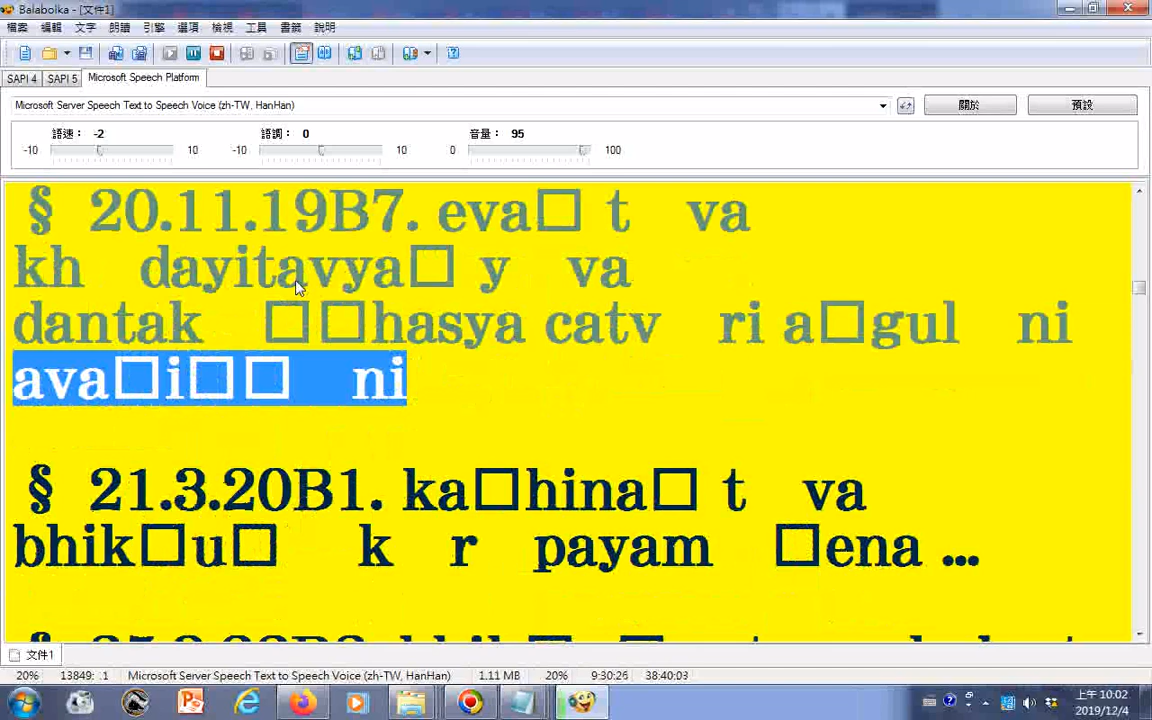 Balabolka - [文件1]
檔案 編輯 文字 朗讀 引擎 選項 檢視 工具 書籤 說明
SAPI 4 SAPI 5 Microsoft Speech Platform
Microsoft Server Speech Text to Speech Voice (zh-TW, HanHan) 關於 預設
語速： -2 語調： 0 音量： 95
-10 10 -10 10 0 100
§ 20.11.19B7. eva□ t va
kh dayitavya□ y va
dantak □□hasya catv ri a□gul ni
ava□i□□ ni
§ 21.3.20B1. ka□hina□ t va
bhik□u□ k r payam □ena ...
文件1
20% 13849: .1 Microsoft Server Speech Text to Speech Voice (zh-TW, HanHan) 1.11 MB 20% 9:30:26 38:40:03
上午 10:02
2019/12/4